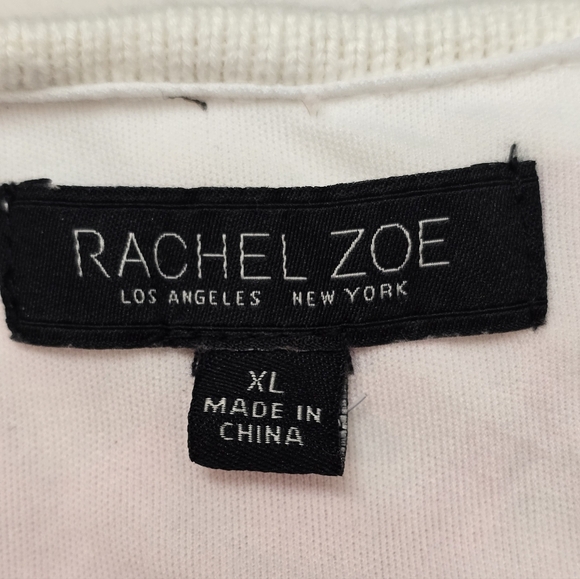 RACHEL ZOE
LOS ANGELES NEW YORK
XL
MADE IN
CHINA